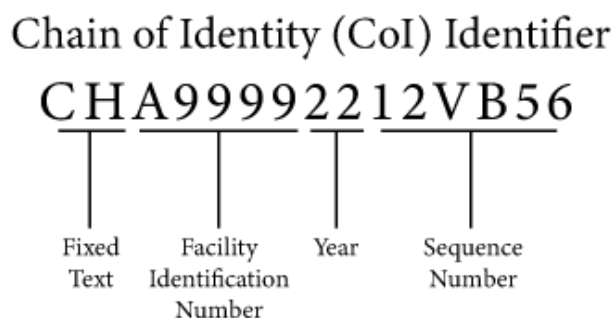 Chain of Identity (CoI) Identifier
CHA99992212VB56
Fixed Text
Facility Identification Number
Year
Sequence Number